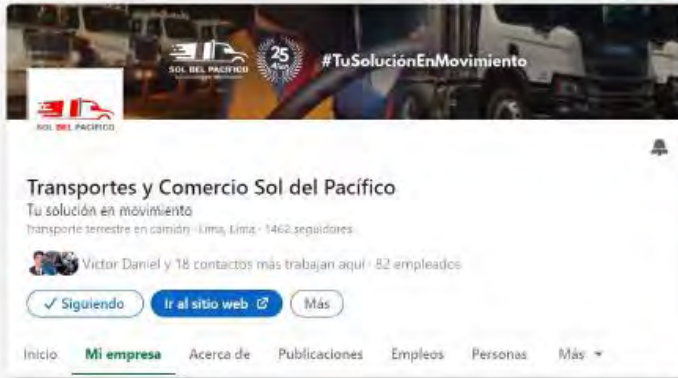 SOL DEL PACIFICO
25
AÑOS
#TuSoluciónEnMovimiento
SOL DEL PACIFICO
Transportes y Comercio Sol del Pacífico
Tu solución en movimiento
Transporte terrestre en camión · Lima, Lima · 1462 seguidores
Victor Daniel y 18 contactos más trabajan aquí · 82 empleados
✓ Siguiendo Ir al sitio web Más
Inicio Mi empresa Acerca de Publicaciones Empleos Personas Más